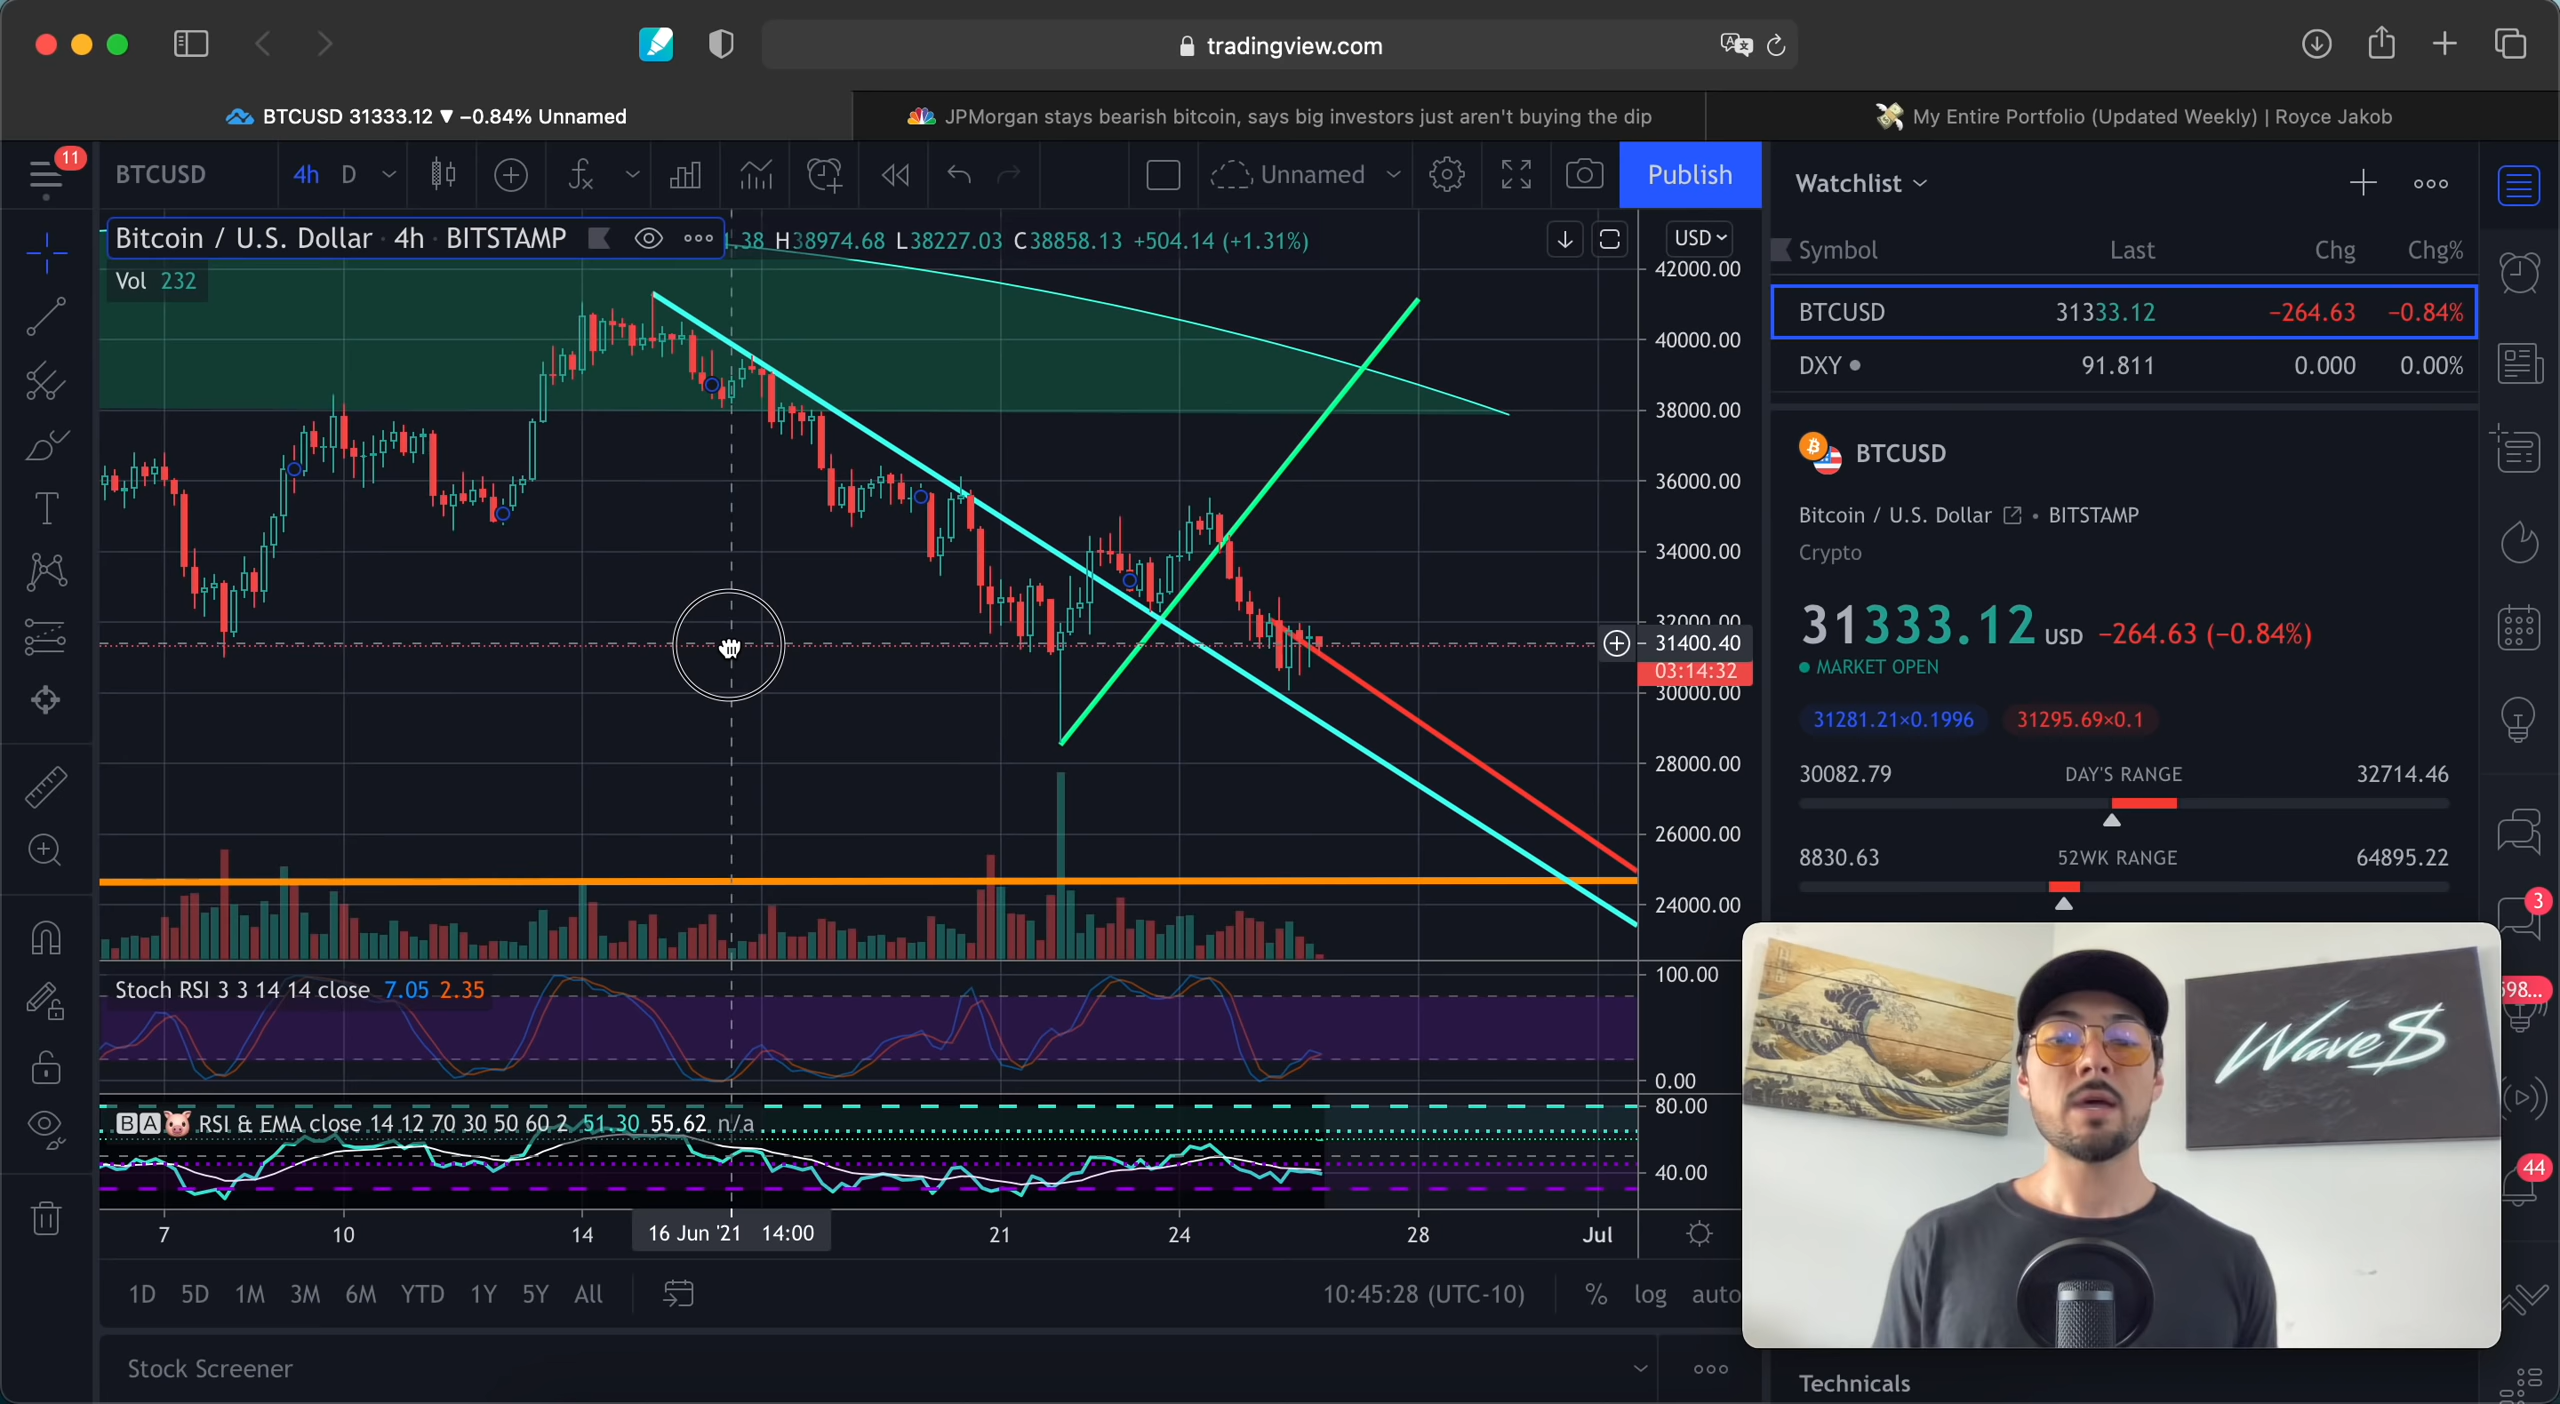 tradingview.com
BTCUSD 31333.12 ▼ −0.84% Unnamed
JPMorgan stays bearish bitcoin, says big investors just aren't buying the dip
My Entire Portfolio (Updated Weekly) | Royce Jakob
11
BTCUSD
4h
D
Unnamed
Publish
Bitcoin / U.S. Dollar · 4h · BITSTAMP
H38974.68 L38227.03 C38858.13 +504.14 (+1.31%)
USD
Vol 232
42000.00
40000.00
38000.00
36000.00
34000.00
32000.00
31400.40
03:14:32
30000.00
28000.00
26000.00
24000.00
Stoch RSI 3 3 14 14 close 7.05 2.35
100.00
0.00
BA RSI & EMA close 14 12 70 30 50 60 2 51.30 55.62 n/a
80.00
40.00
7
10
14
16 Jun '21 14:00
21
24
28
Jul
1D 5D 1M 3M 6M YTD 1Y 5Y All
10:45:28 (UTC-10)
%
log
auto
Stock Screener
Watchlist
Symbol Last Chg Chg%
BTCUSD 31333.12 −264.63 −0.84%
DXY 91.811 0.000 0.00%
BTCUSD
Bitcoin / U.S. Dollar • BITSTAMP
Crypto
31333.12 USD −264.63 (−0.84%)
MARKET OPEN
31281.21×0.1996 31295.69×0.1
30082.79 DAY'S RANGE 32714.46
8830.63 52WK RANGE 64895.22
Wave$
Technicals
3
44